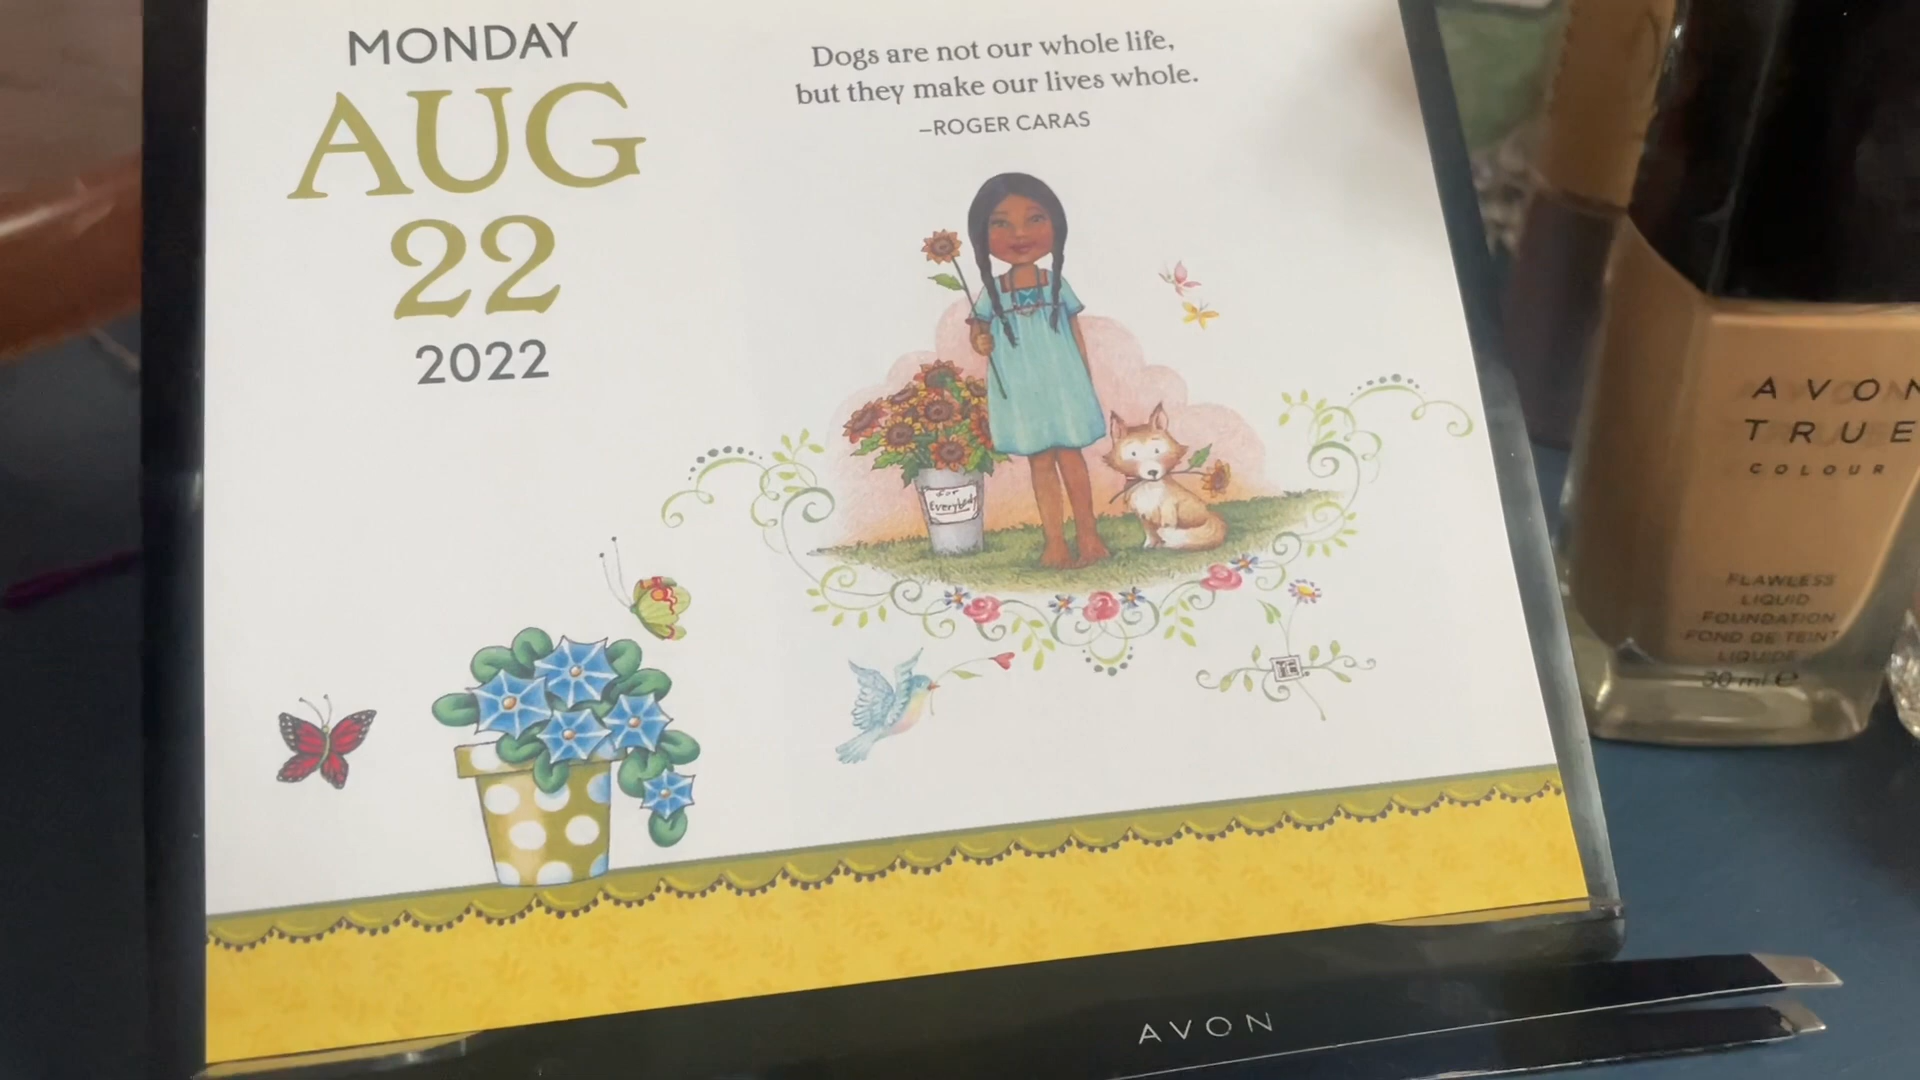 MONDAY
AUG
22
2022
Dogs are not our whole life,
but they make our lives whole.
–ROGER CARAS
for
Everybody
ME
AVON
TRUE
COLOUR
FLAWLESS
LIQUID
FOUNDATION
FOND DE TEINT
LIQUIDE
30 ml e
AVON